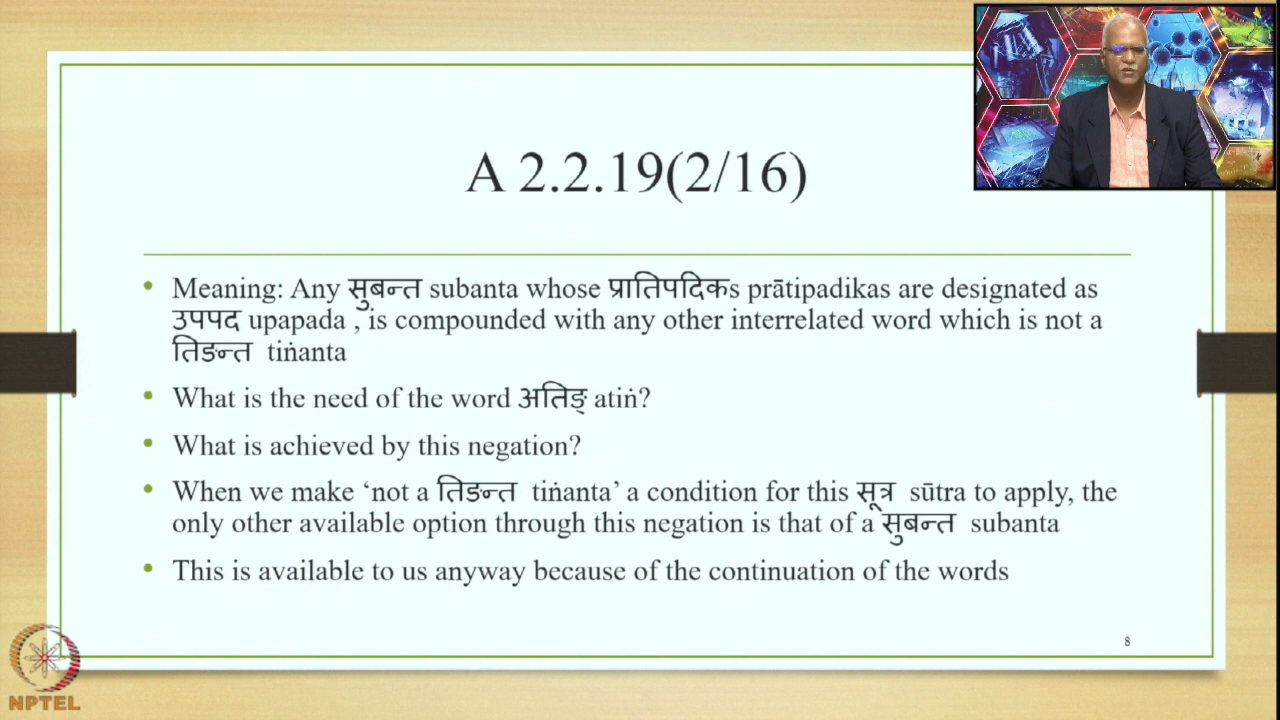 A 2.2.19(2/16)
• Meaning: Any सुबन्त subanta whose प्रातिपदिकs prātipadikas are designated as
उपपद upapada , is compounded with any other interrelated word which is not a
तिङन्त tiṅanta
• What is the need of the word अतिङ् atiṅ?
• What is achieved by this negation?
• When we make ‘not a तिङन्त tiṅanta’ a condition for this सूत्र sūtra to apply, the
only other available option through this negation is that of a सुबन्त subanta
• This is available to us anyway because of the continuation of the words
8
NPTEL